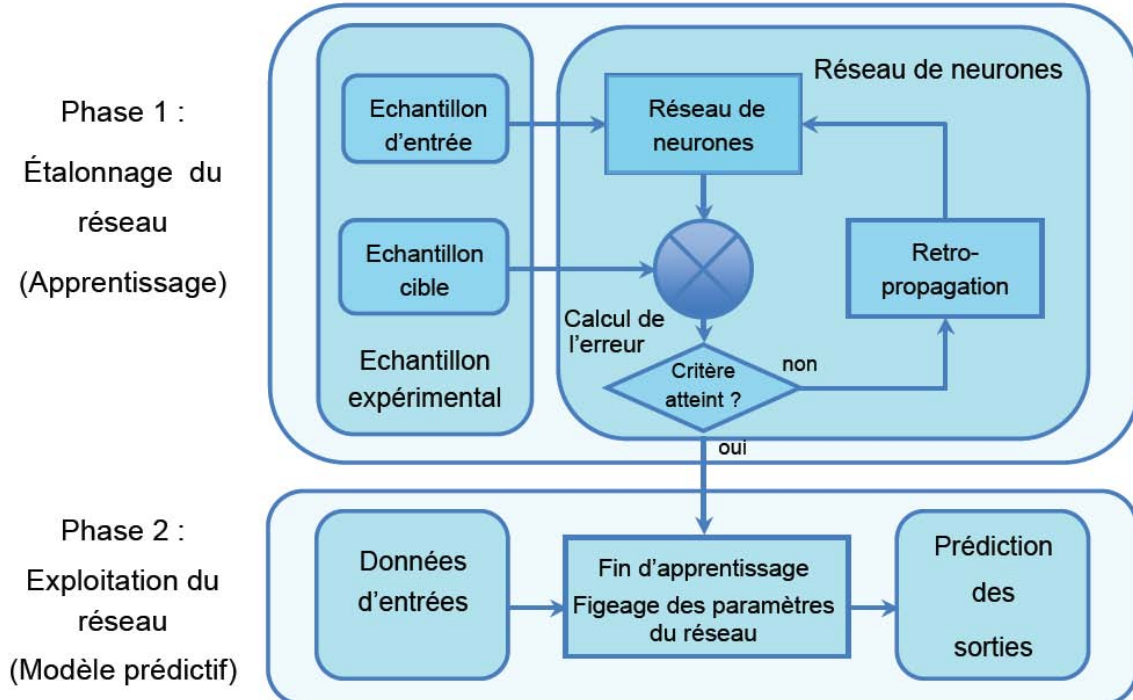 Phase 1 :
Étalonnage du
réseau
(Apprentissage)
Echantillon
d'entrée
Echantillon
cible
Echantillon
expérimental
Réseau de neurones
Réseau de
neurones
Calcul de
l'erreur
Critère
atteint ?
non
oui
Retro-
propagation
Phase 2 :
Exploitation du
réseau
(Modèle prédictif)
Données
d'entrées
Fin d'apprentissage
Figeage des paramètres
du réseau
Prédiction
des
sorties